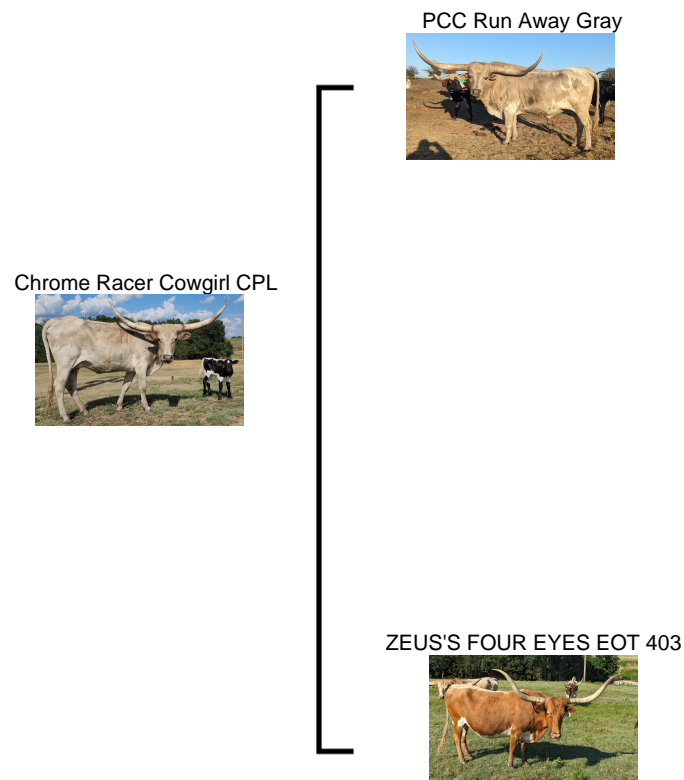 PCC Run Away Gray
Chrome Racer Cowgirl CPL
ZEUS'S FOUR EYES EOT 403